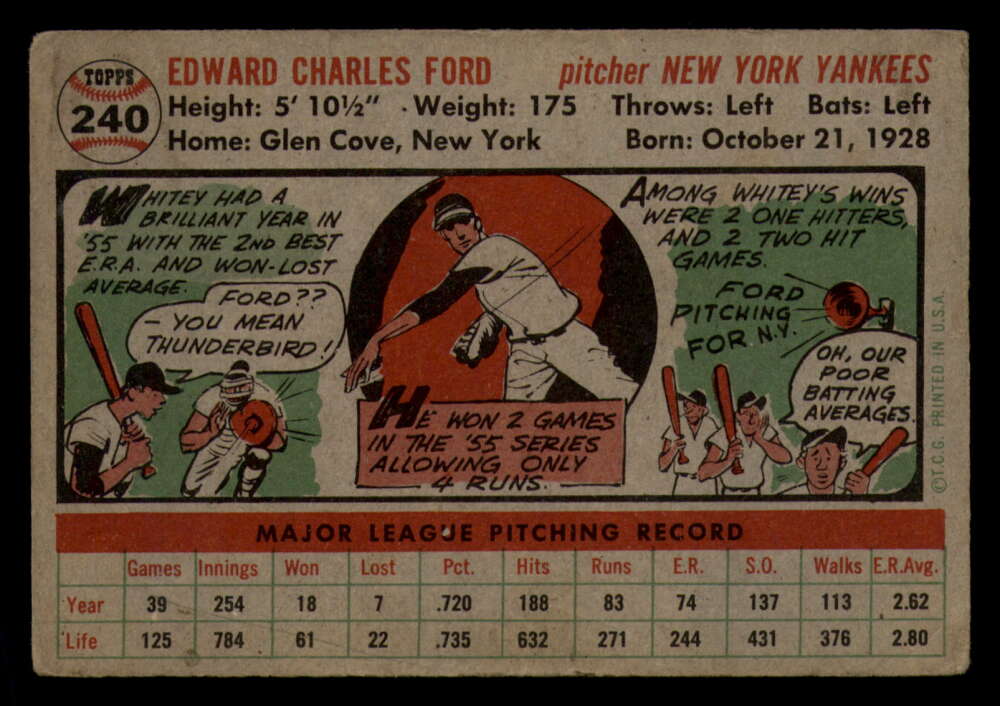 TOPPS
240
EDWARD CHARLES FORD pitcher NEW YORK YANKEES
Height: 5' 10½" Weight: 175 Throws: Left Bats: Left
Home: Glen Cove, New York Born: October 21, 1928
WHITEY HAD A
BRILLIANT YEAR IN
'55 WITH THE 2ND BEST
E.R.A. AND WON-LOST
AVERAGE.
FORD??
- YOU MEAN
THUNDERBIRD!
HE WON 2 GAMES
IN THE '55 SERIES
ALLOWING ONLY
4 RUNS.
AMONG WHITEY'S WINS
WERE 2 ONE HITTERS,
AND 2 TWO HIT
GAMES.
FORD
PITCHING
FOR N.Y.
OH, OUR
POOR
BATTING
AVERAGES.
© T.C.G. PRINTED IN U.S.A.
MAJOR LEAGUE PITCHING RECORD
Games Innings Won Lost Pct. Hits Runs E.R. S.O. Walks E.R.Avg.
Year 39 254 18 7 .720 188 83 74 137 113 2.62
Life 125 784 61 22 .735 632 271 244 431 376 2.80